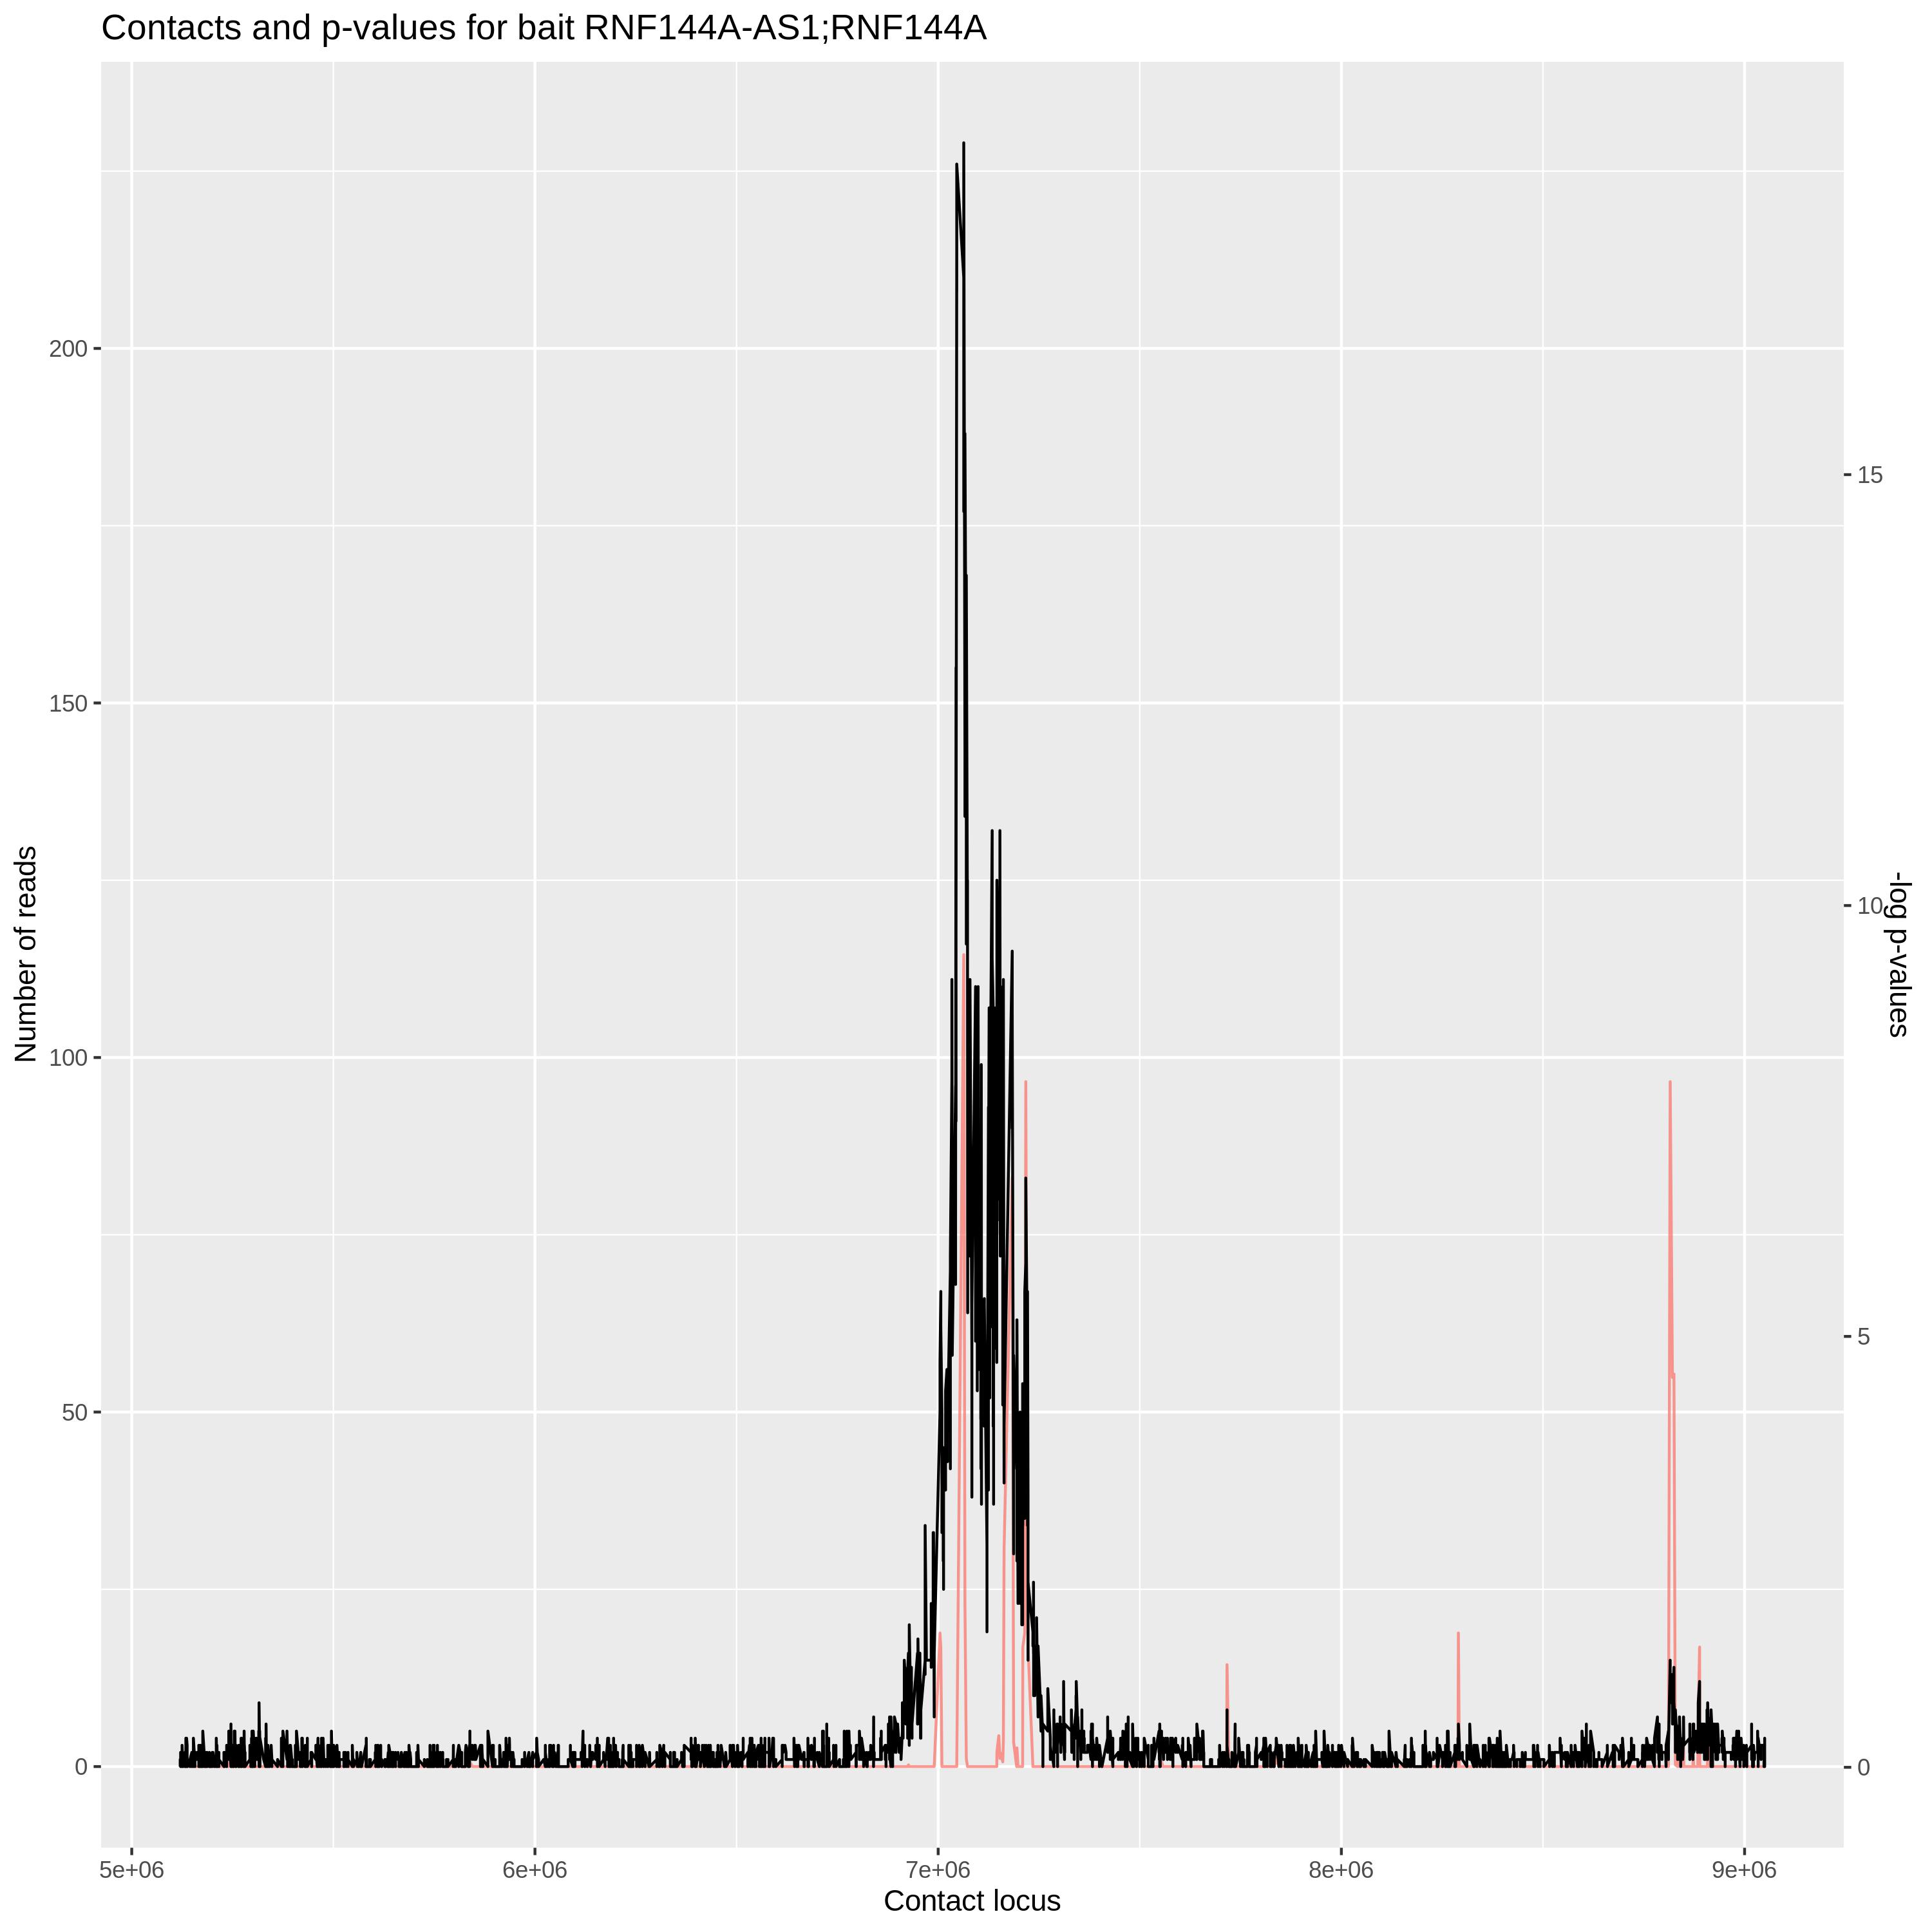 Contacts and p-values for bait RNF144A-AS1;RNF144A
Number of reads
200
150
100
50
0
15
10
5
0
-log p-values
5e+06
6e+06
7e+06
8e+06
9e+06
Contact locus